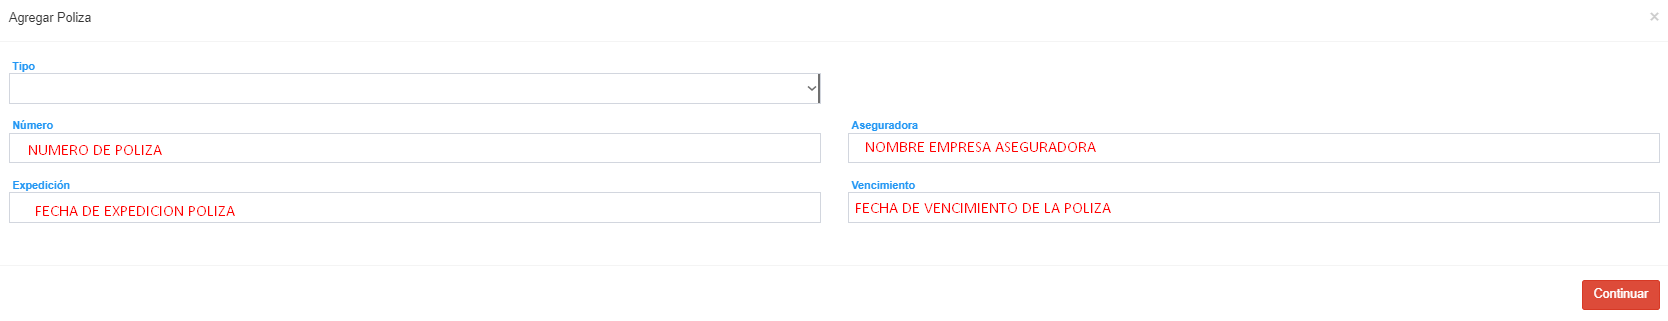 Agregar Poliza ×
Tipo
Número Aseguradora
NUMERO DE POLIZA NOMBRE EMPRESA ASEGURADORA
Expedición Vencimiento
FECHA DE EXPEDICION POLIZA FECHA DE VENCIMIENTO DE LA POLIZA
Continuar